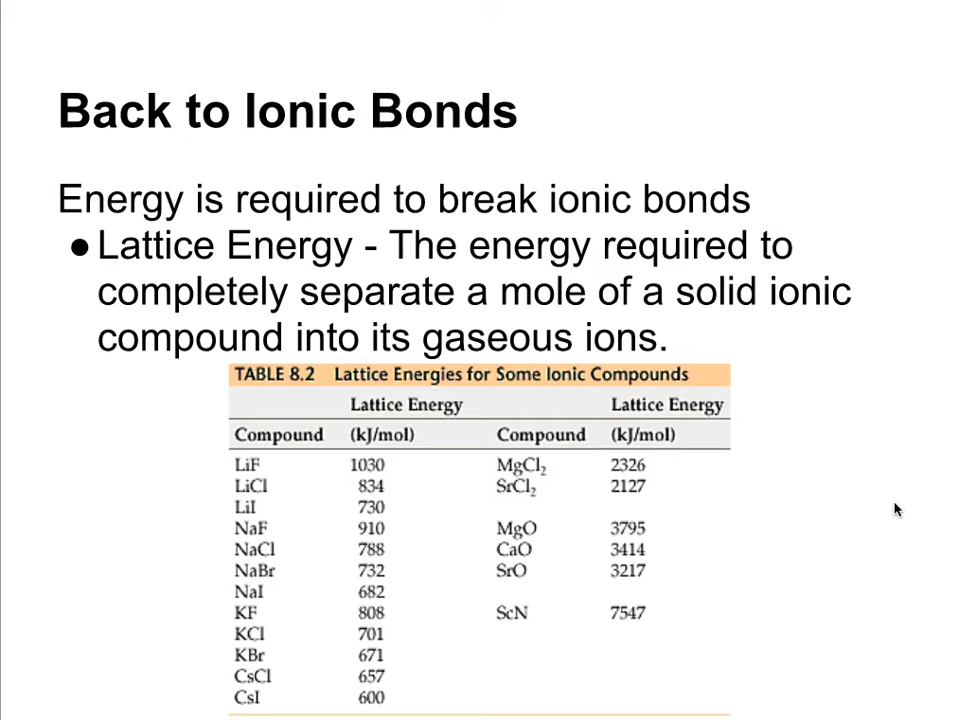 Back to Ionic Bonds
Energy is required to break ionic bonds
● Lattice Energy - The energy required to
completely separate a mole of a solid ionic
compound into its gaseous ions.
TABLE 8.2 Lattice Energies for Some Ionic Compounds
Lattice Energy Lattice Energy
Compound (kJ/mol) Compound (kJ/mol)
LiF 1030 MgCl₂ 2326
LiCl 834 SrCl₂ 2127
LiI 730
NaF 910 MgO 3795
NaCl 788 CaO 3414
NaBr 732 SrO 3217
NaI 682
KF 808 ScN 7547
KCl 701
KBr 671
CsCl 657
CsI 600